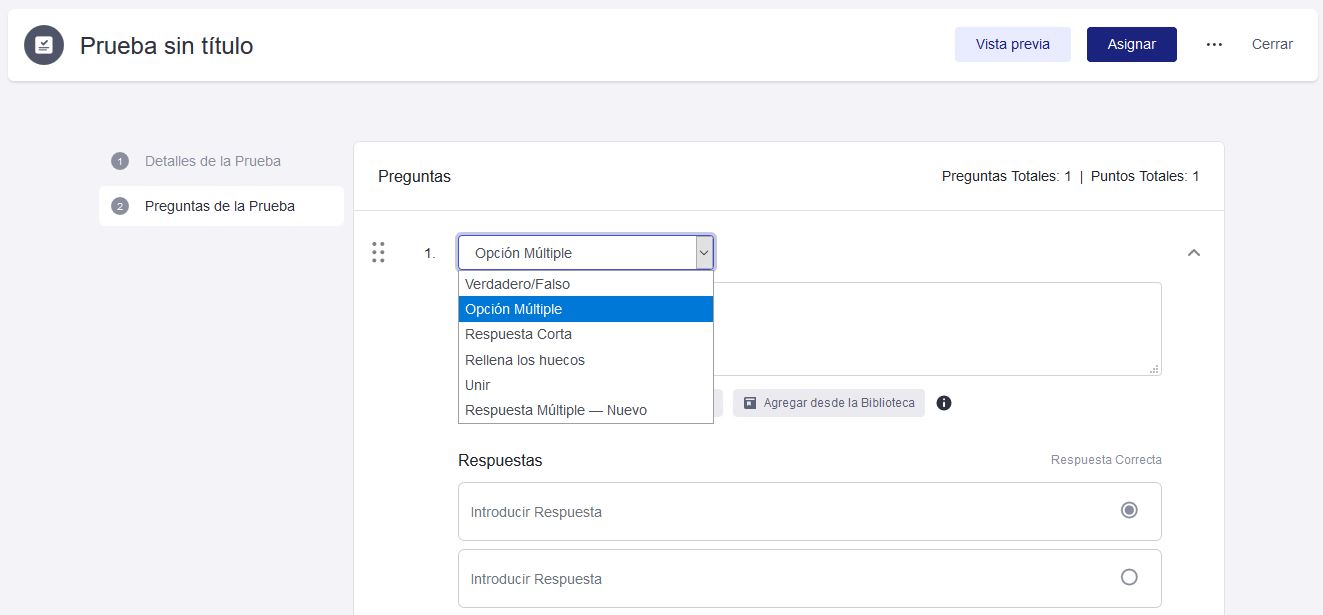 Prueba sin título
Vista previa
Asignar
Cerrar
1 Detalles de la Prueba
2 Preguntas de la Prueba
Preguntas
Preguntas Totales: 1 | Puntos Totales: 1
1.
Opción Múltiple
Verdadero/Falso
Opción Múltiple
Respuesta Corta
Rellena los huecos
Unir
Respuesta Múltiple — Nuevo
Agregar desde la Biblioteca
Respuestas
Respuesta Correcta
Introducir Respuesta
Introducir Respuesta